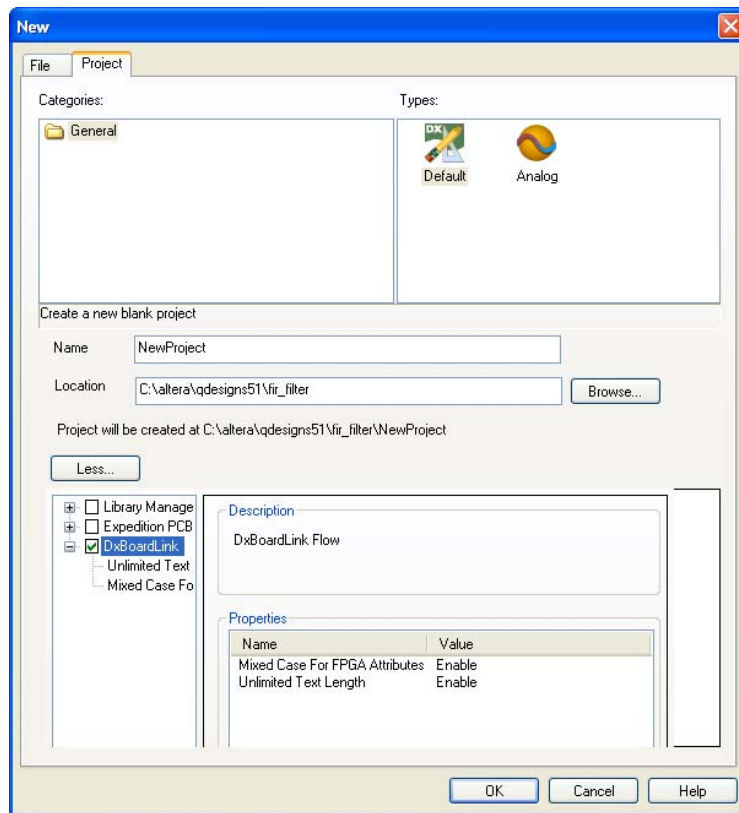 New
File Project
Categories: Types:
General
DX
Default Analog
Create a new blank project
Name NewProject
Location C:\altera\qdesigns51\fir_filter Browse...
Project will be created at C:\altera\qdesigns51\fir_filter\NewProject
Less...
Library Manage
Expedition PCB
DxBoardLink
Unlimited Text
Mixed Case Fo
Description
DxBoardLink Flow
Properties
Name Value
Mixed Case For FPGA Attributes Enable
Unlimited Text Length Enable
OK Cancel Help